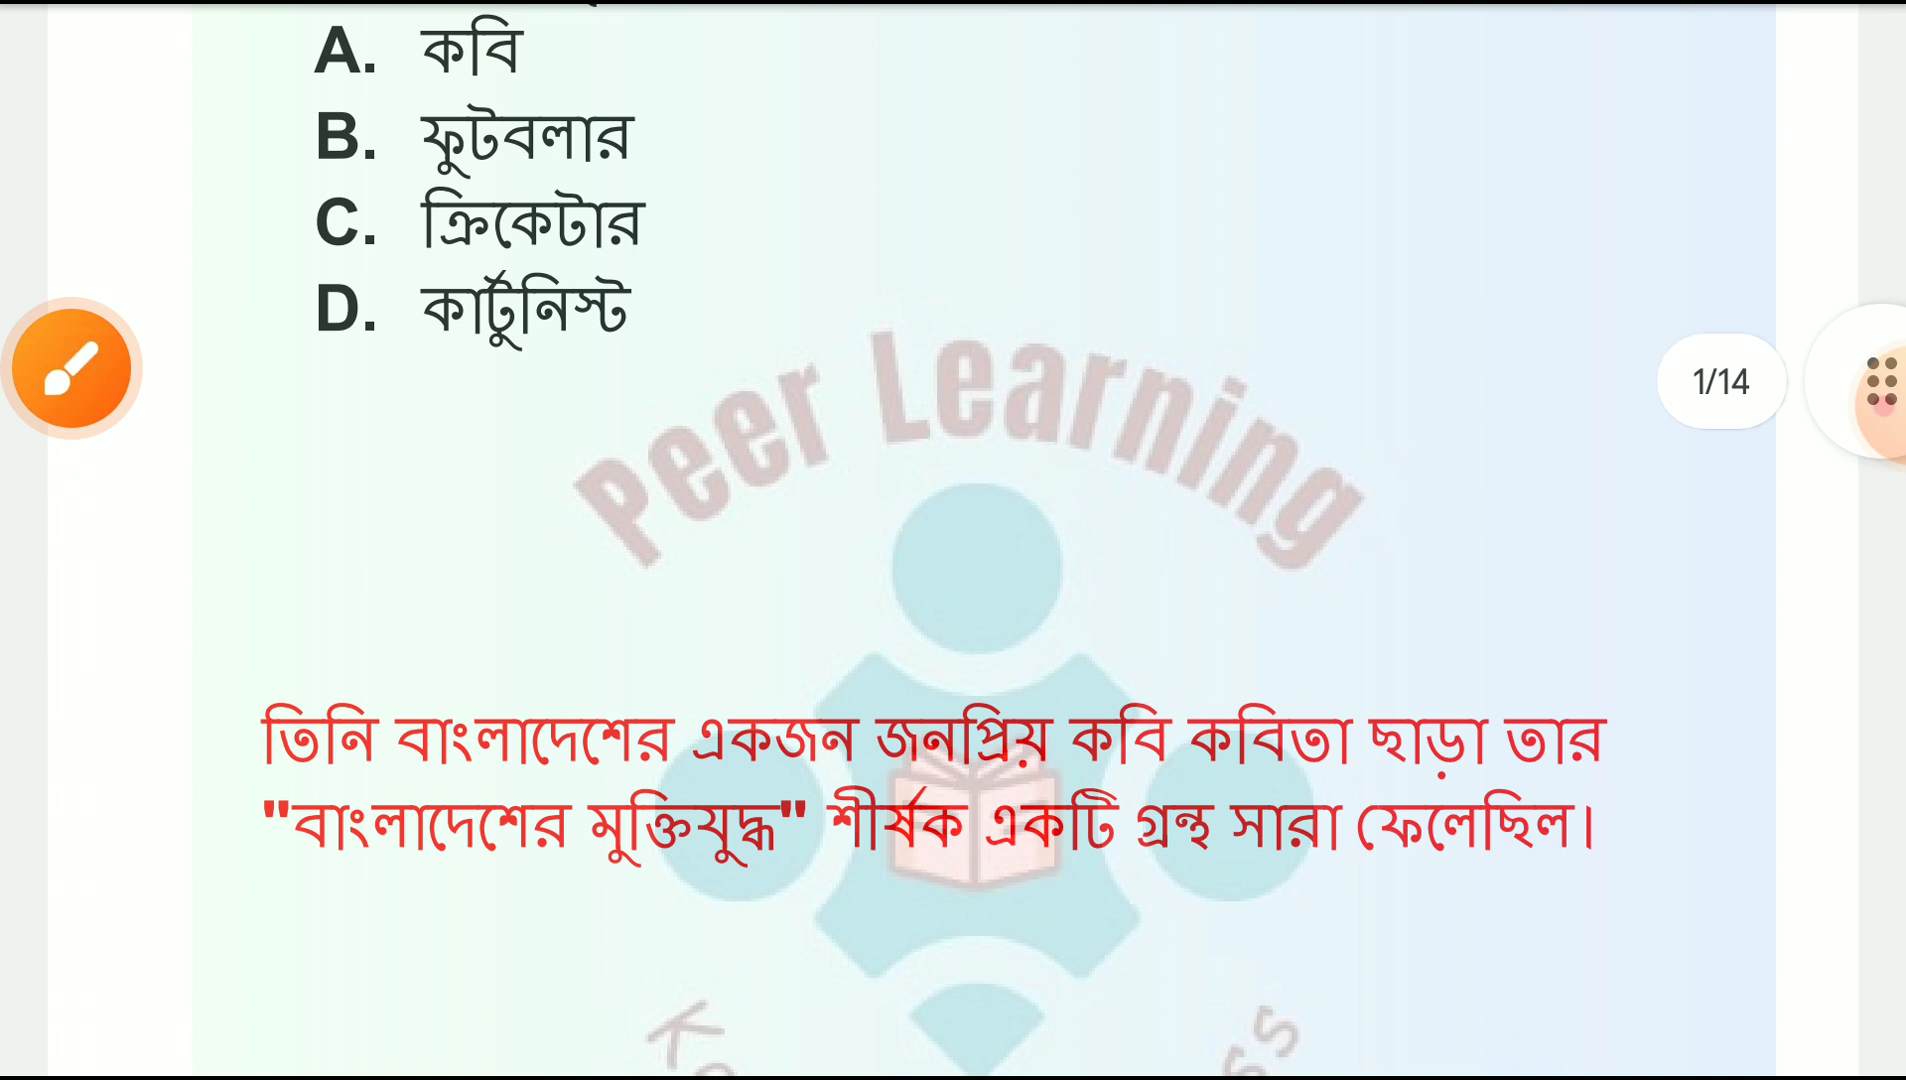 A. কবি
B. ফুটবলার
C. ক্রিকেটার
D. কার্টুনিস্ট
1/14
Peer Learning
তিনি বাংলাদেশের একজন জনপ্রিয় কবি কবিতা ছাড়া তার
"বাংলাদেশের মুক্তিযুদ্ধ" শীর্ষক একটি গ্রন্থ সারা ফেলেছিল।